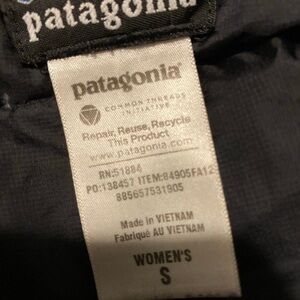 patagonia
patagonia®
COMMON THREADS
INITIATIVE
Repair, Reuse, Recycle
This Product
www.patagonia.com
RN:51884
PO:138457 ITEM:84905FA12
885657531905
Made in VIETNAM
Fabriqué AU VIETNAM
WOMEN'S
S